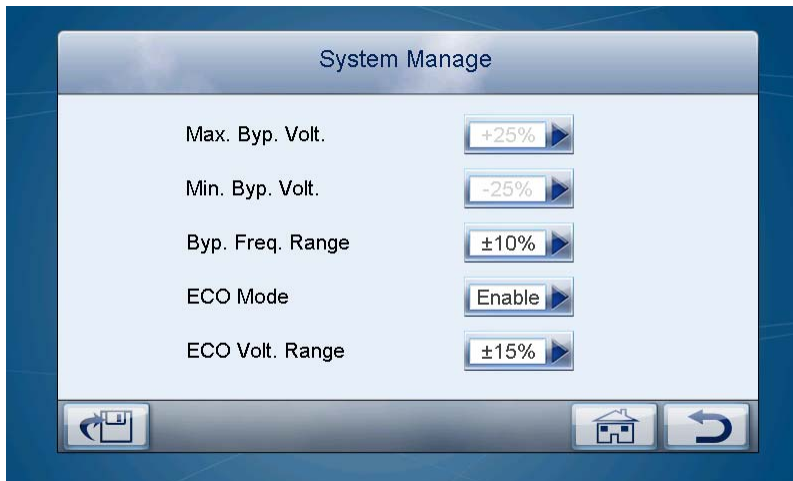 System Manage
Max. Byp. Volt. +25%
Min. Byp. Volt. -25%
Byp. Freq. Range ±10%
ECO Mode Enable
ECO Volt. Range ±15%